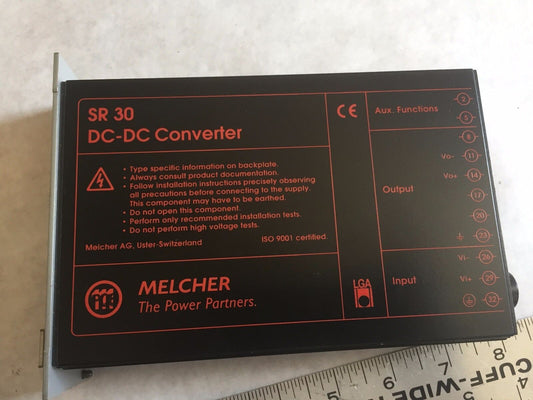 SR 30
DC-DC Converter
• Type specific information on backplate.
• Always consult product documentation.
• Follow installation instructions precisely observing
all precautions before connecting to the supply.
This component may have to be earthed.
• Do not open this component.
• Perform only recommended installation tests.
• Do not perform high voltage tests.
Melcher AG, Uster-Switzerland
ISO 9001 certified.
m
MELCHER
The Power Partners.
CE
LGA
Aux. Functions
2
5
Output
8
Vo- 11
Vo+ 14
17
20
23
Input
Vi- 26
Vi+ 29
32
4 5 6 7 8
CUFF-WIDE